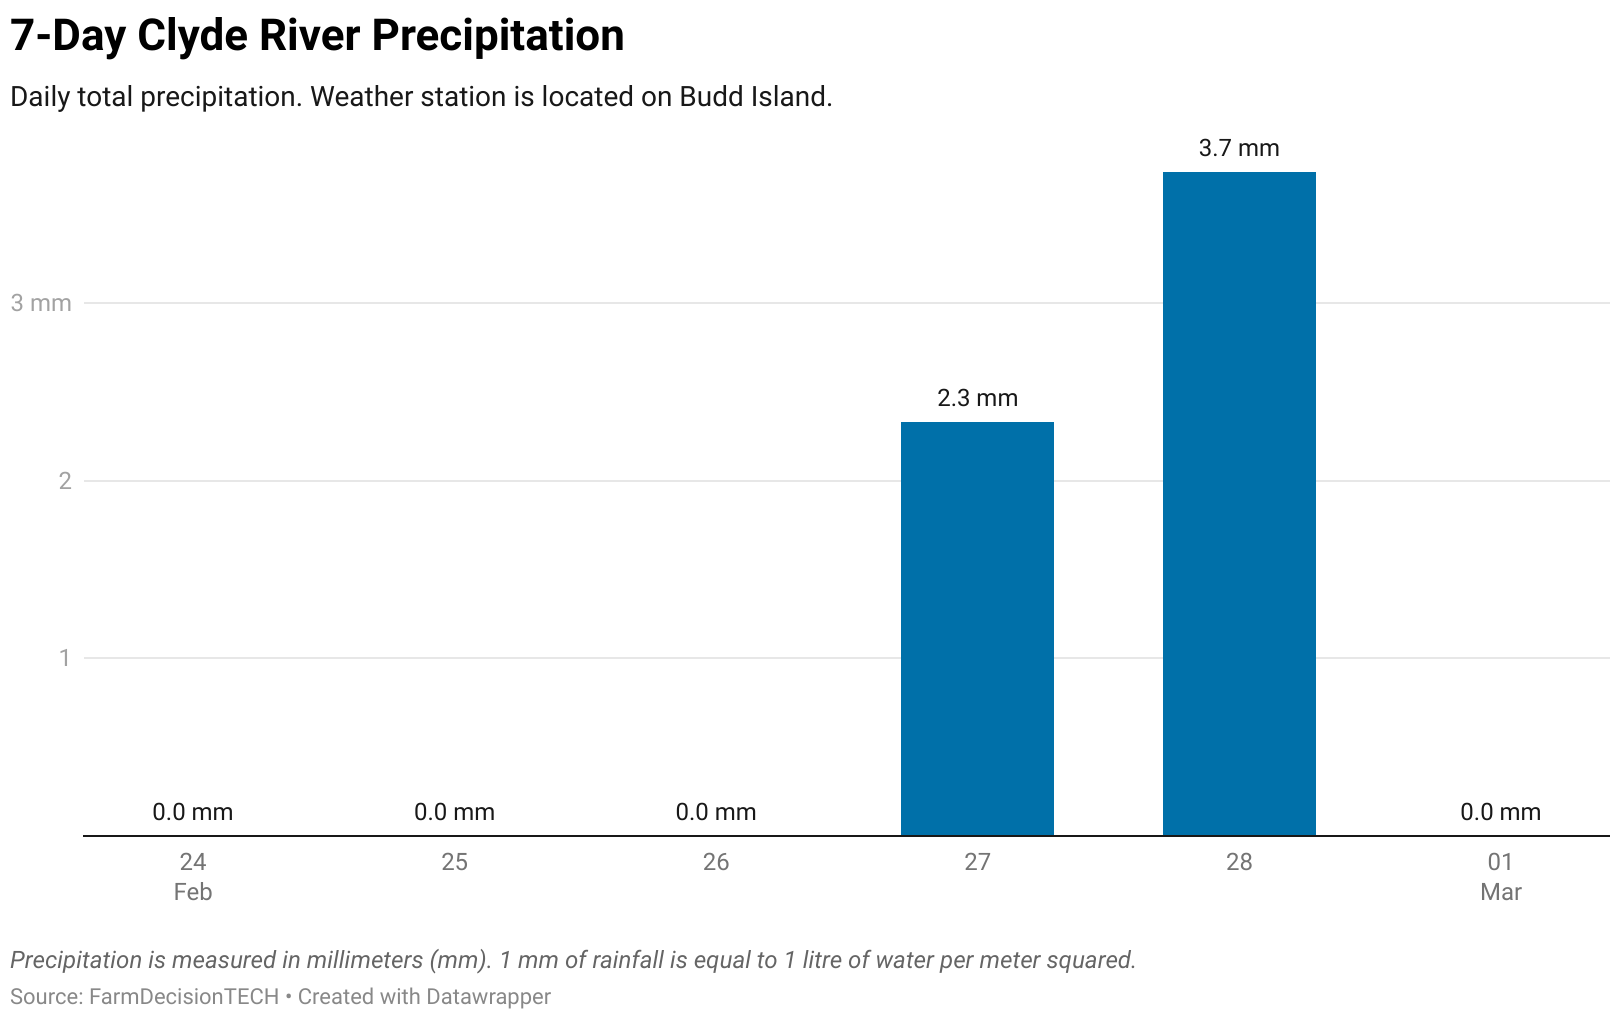 7-Day Clyde River Precipitation
Daily total precipitation. Weather station is located on Budd Island.
3.7 mm
3 mm
2.3 mm
2
1
0.0 mm 0.0 mm 0.0 mm 0.0 mm
24 25 26 27 28 01
Feb Mar
Precipitation is measured in millimeters (mm). 1 mm of rainfall is equal to 1 litre of water per meter squared.
Source: FarmDecisionTECH • Created with Datawrapper